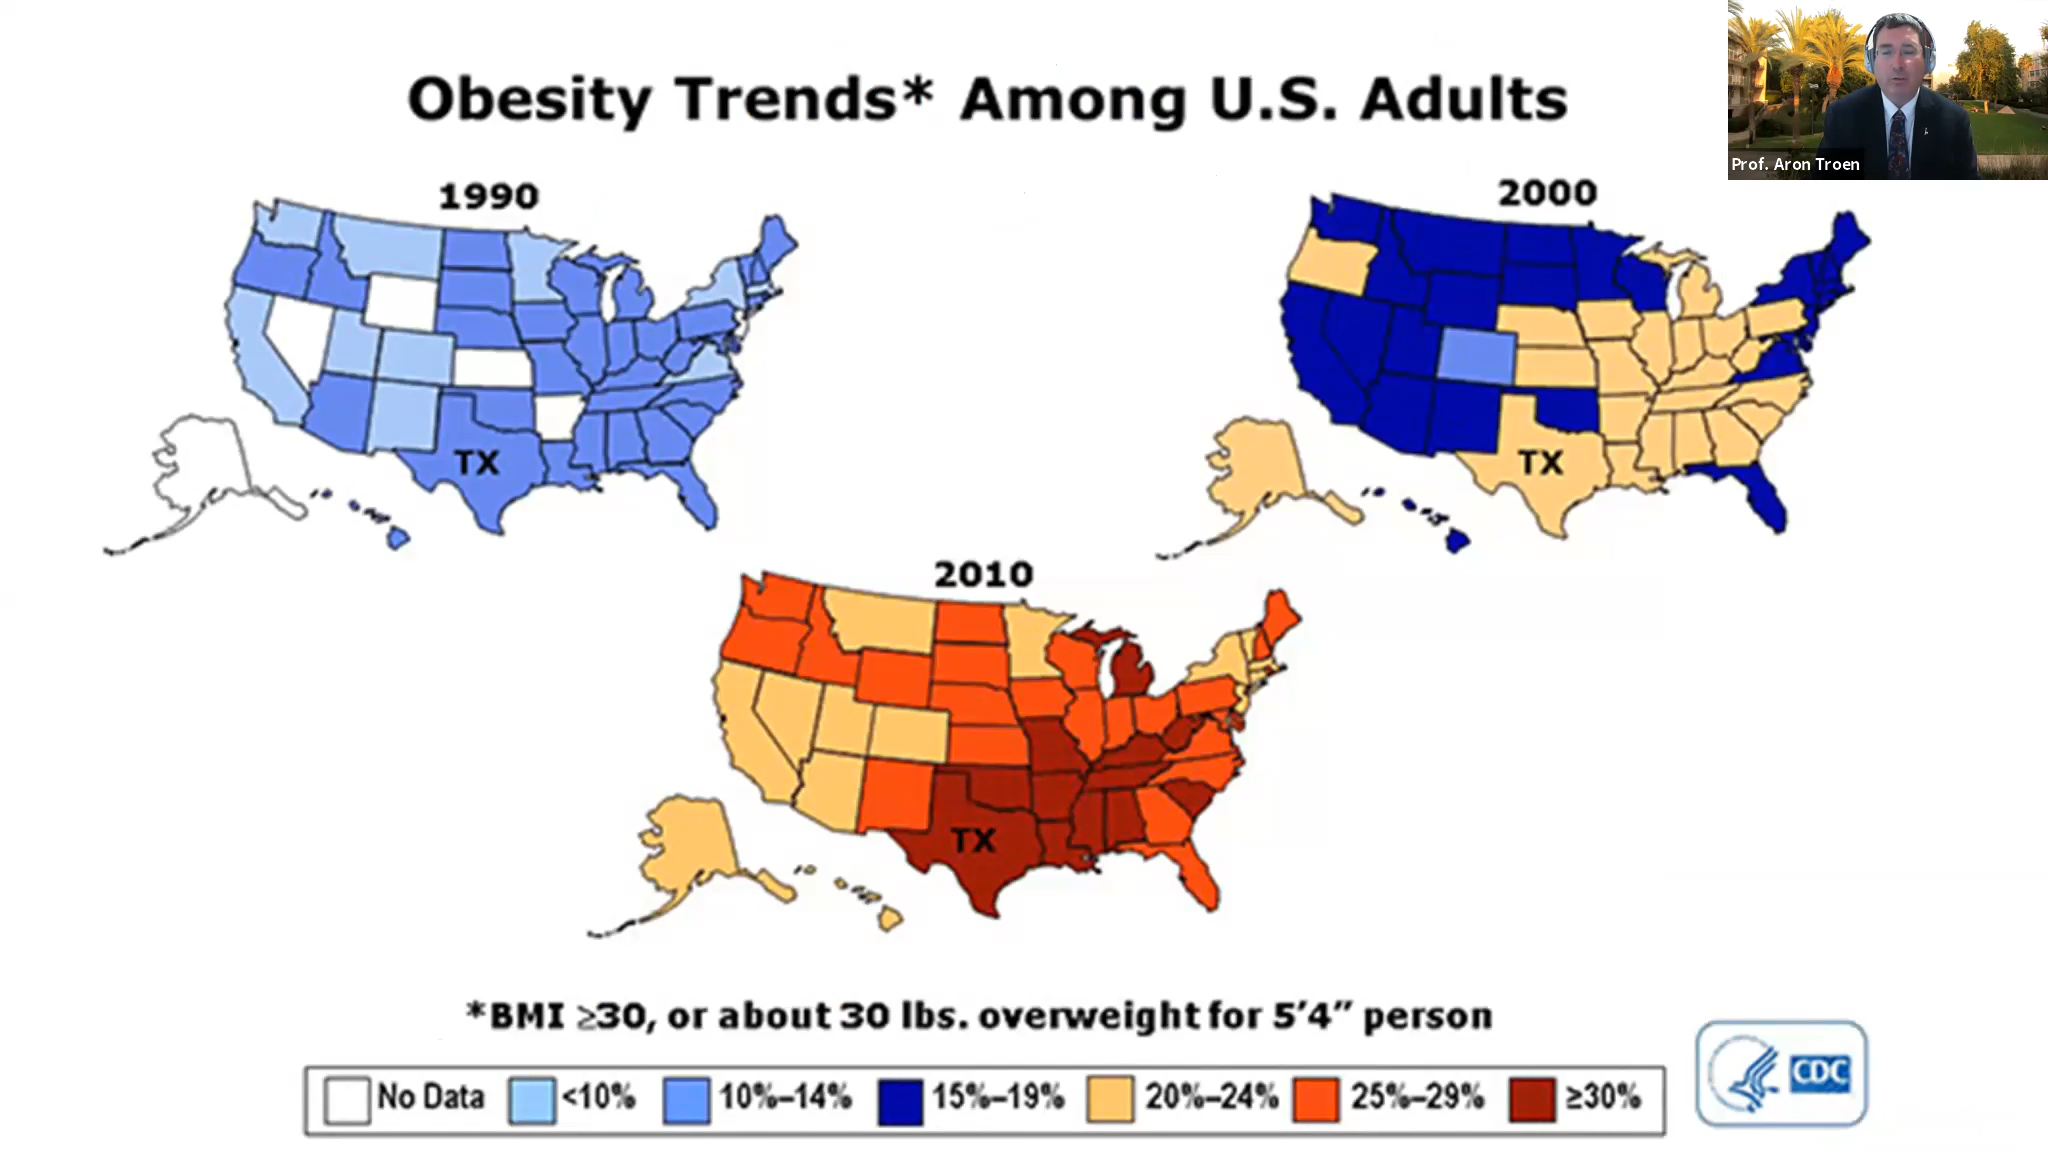 Obesity Trends* Among U.S. Adults
Prof. Aron Troen
1990
2000
TX
TX
2010
TX
*BMI ≥30, or about 30 lbs. overweight for 5’4” person
No Data <10% 10%–14% 15%–19% 20%–24% 25%–29% ≥30%
CDC